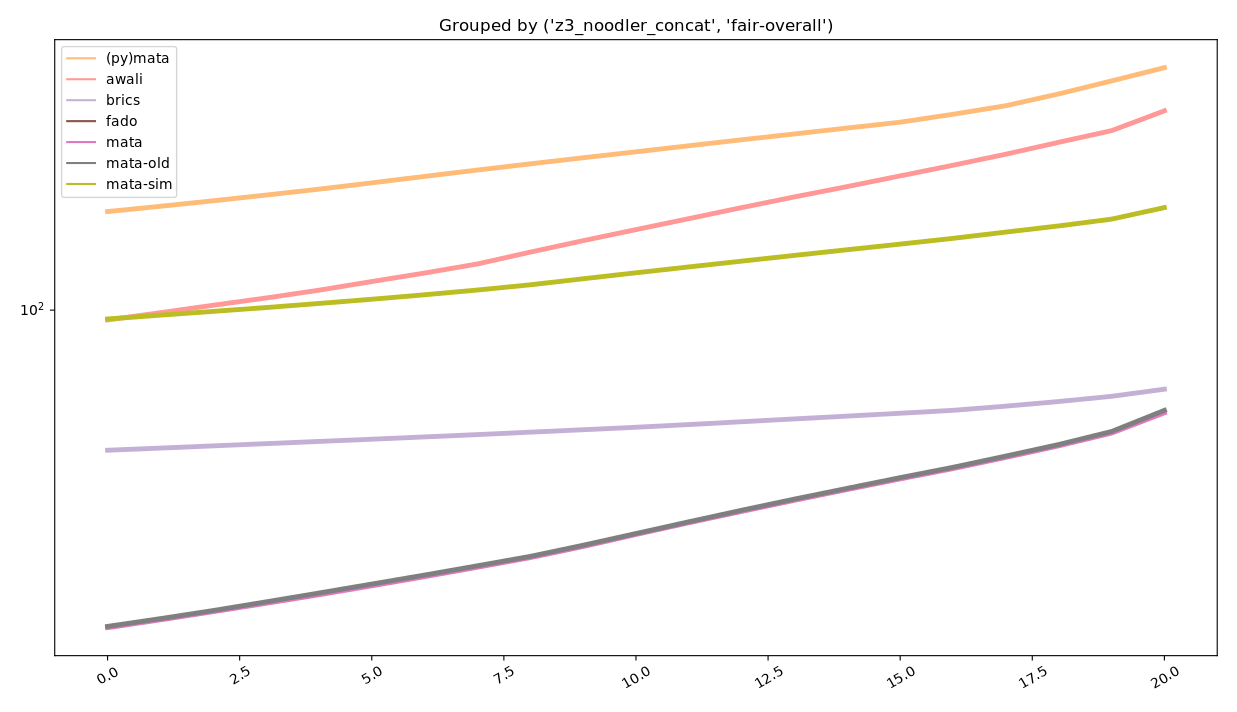 Grouped by ('z3_noodler_concat', 'fair-overall')
(py)mata
awali
brics
fado
mata
mata-old
mata-sim
10²
0.0 2.5 5.0 7.5 10.0 12.5 15.0 17.5 20.0